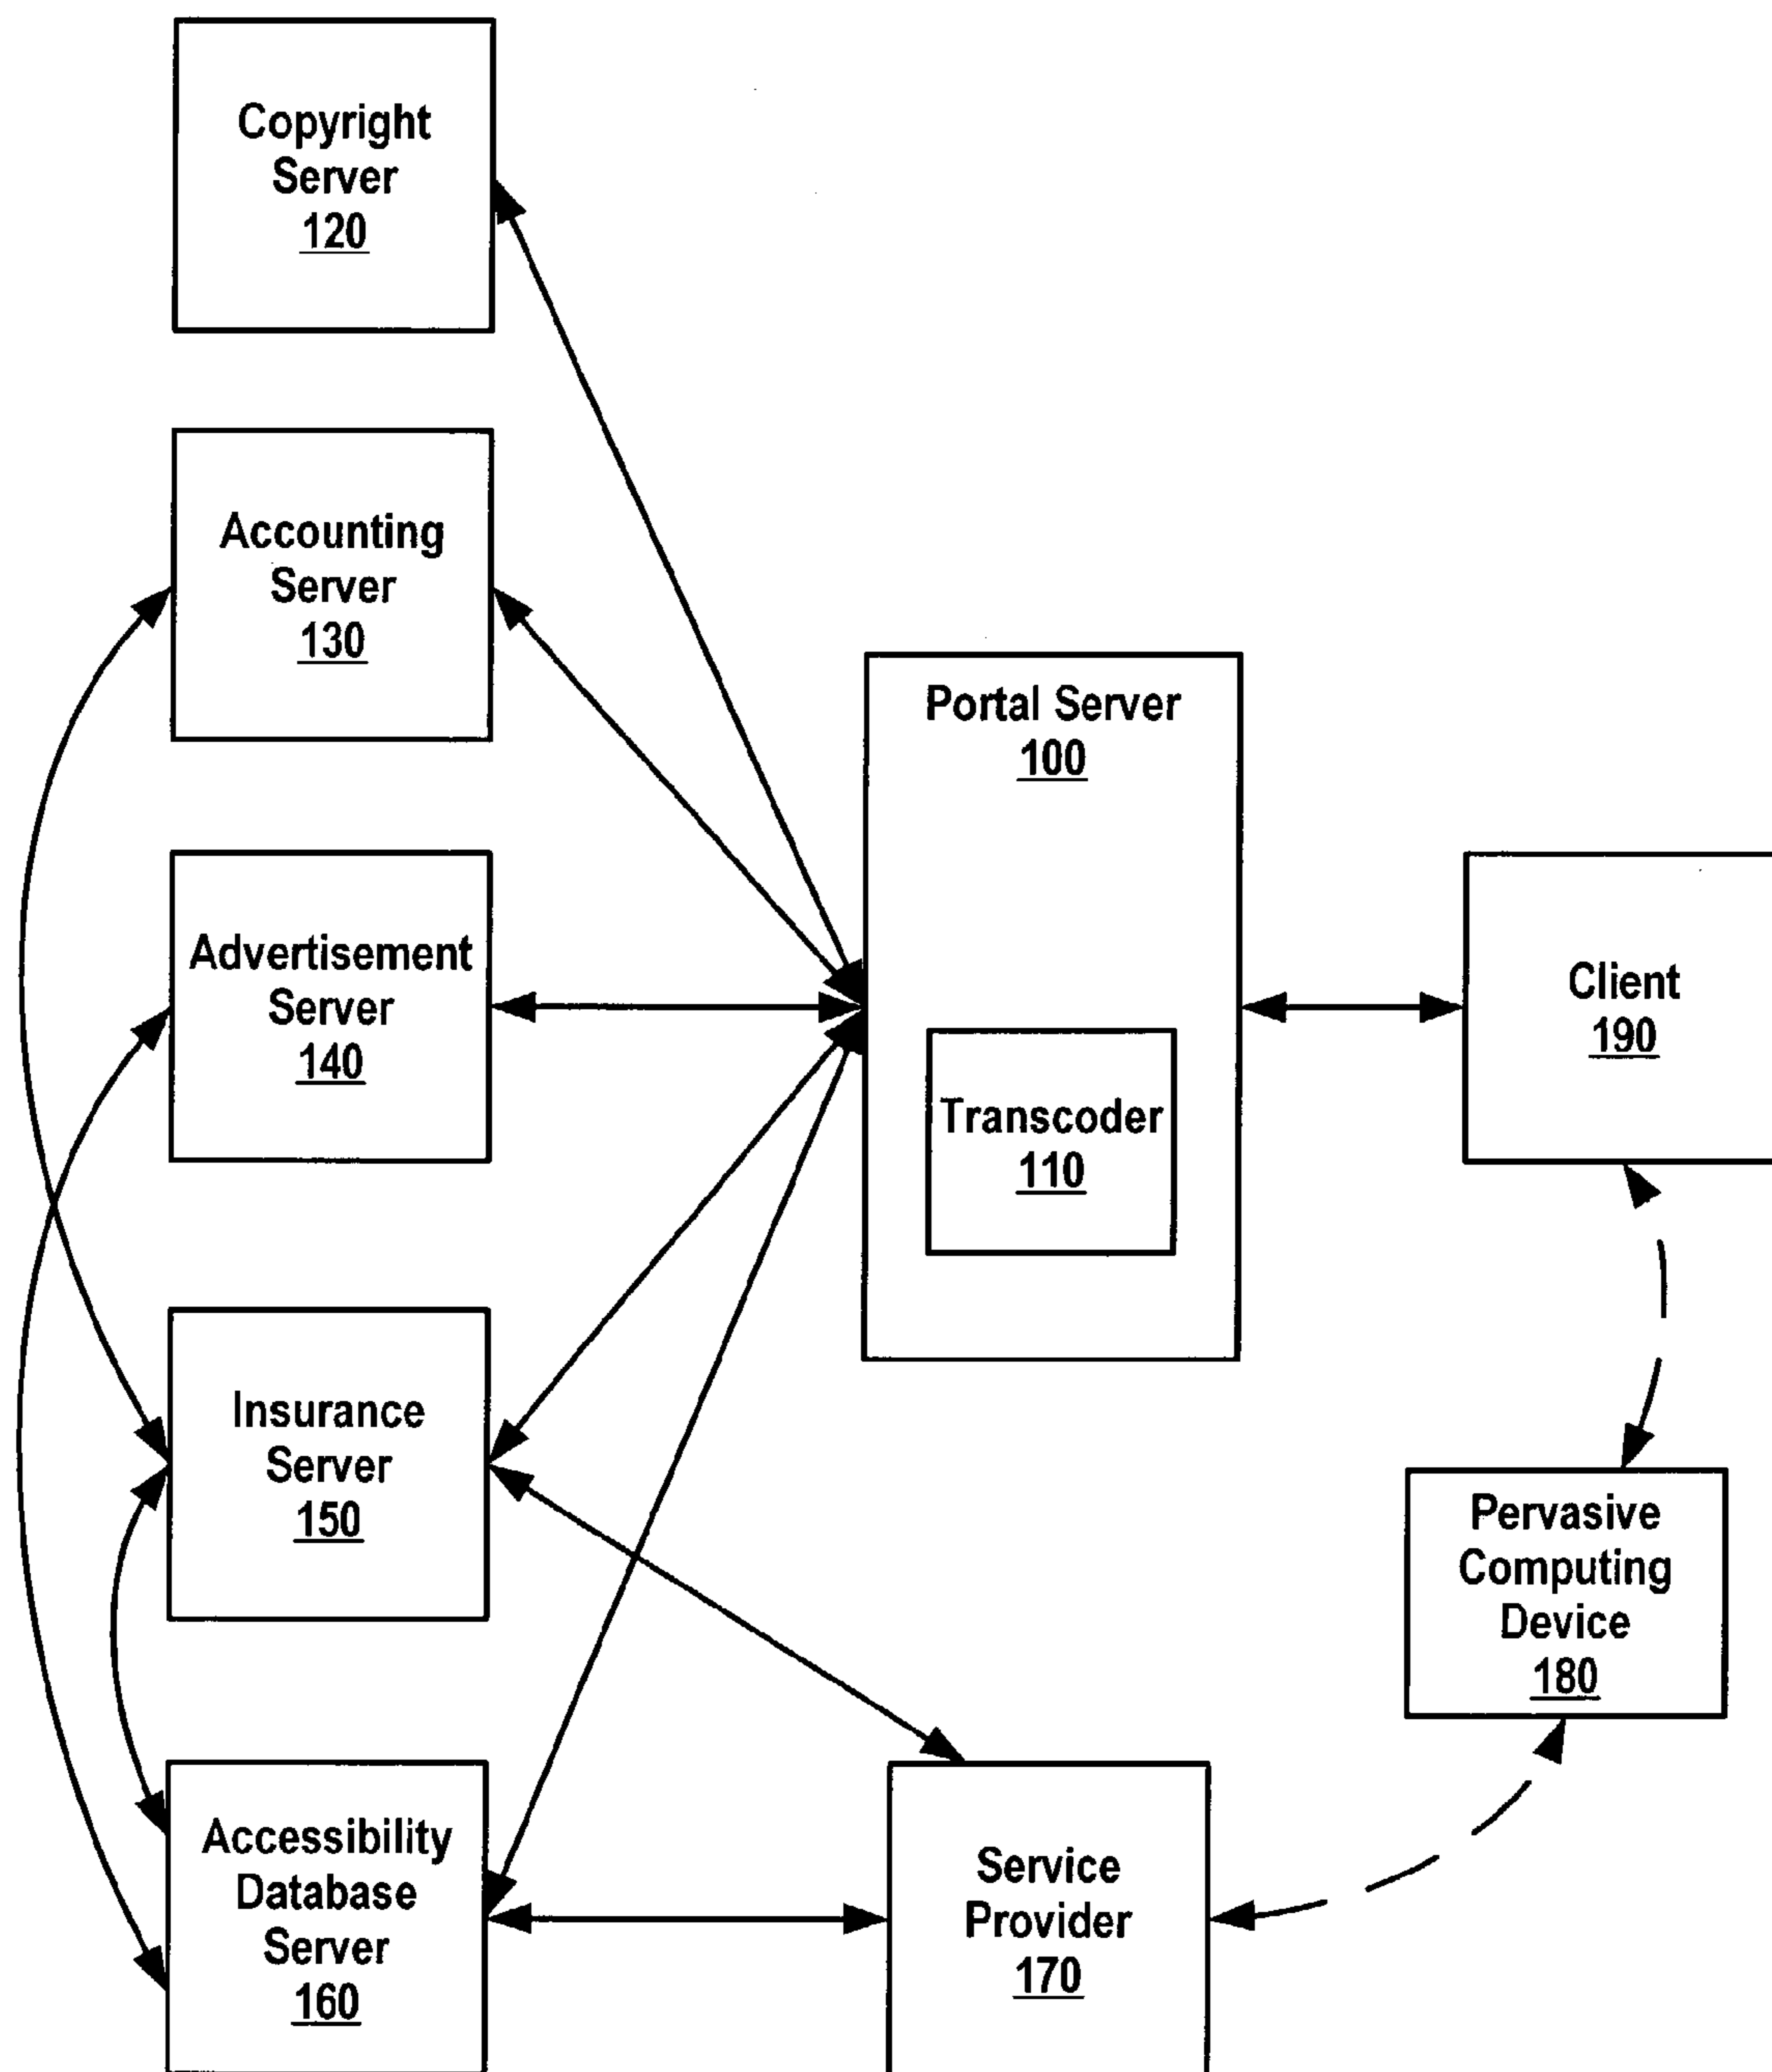 Copyright
Server
120
Accounting
Server
130
Portal Server
100
Advertisement
Server
140
Client
190
Transcoder
110
Insurance
Server
150
Pervasive
Computing
Device
180
Accessibility
Database
Server
160
Service
Provider
170